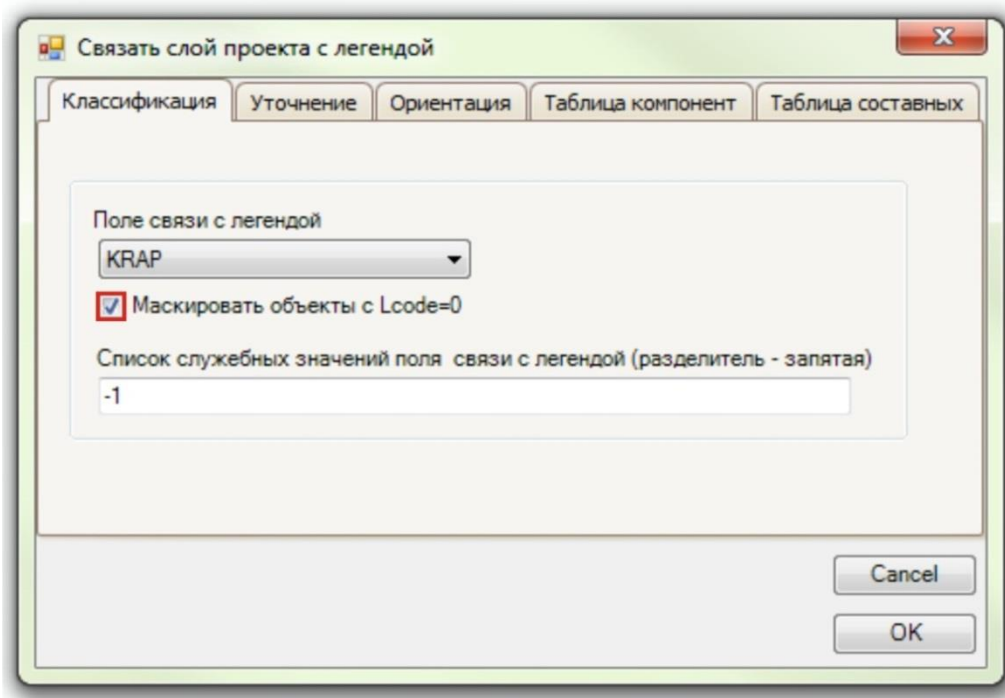 Связать слой проекта с легендой
Классификация Уточнение Ориентация Таблица компонент Таблица составных
Поле связи с легендой
KRAP
Маскировать объекты с Lcode=0
Список служебных значений поля связи с легендой (разделитель - запятая)
-1
Cancel
OK